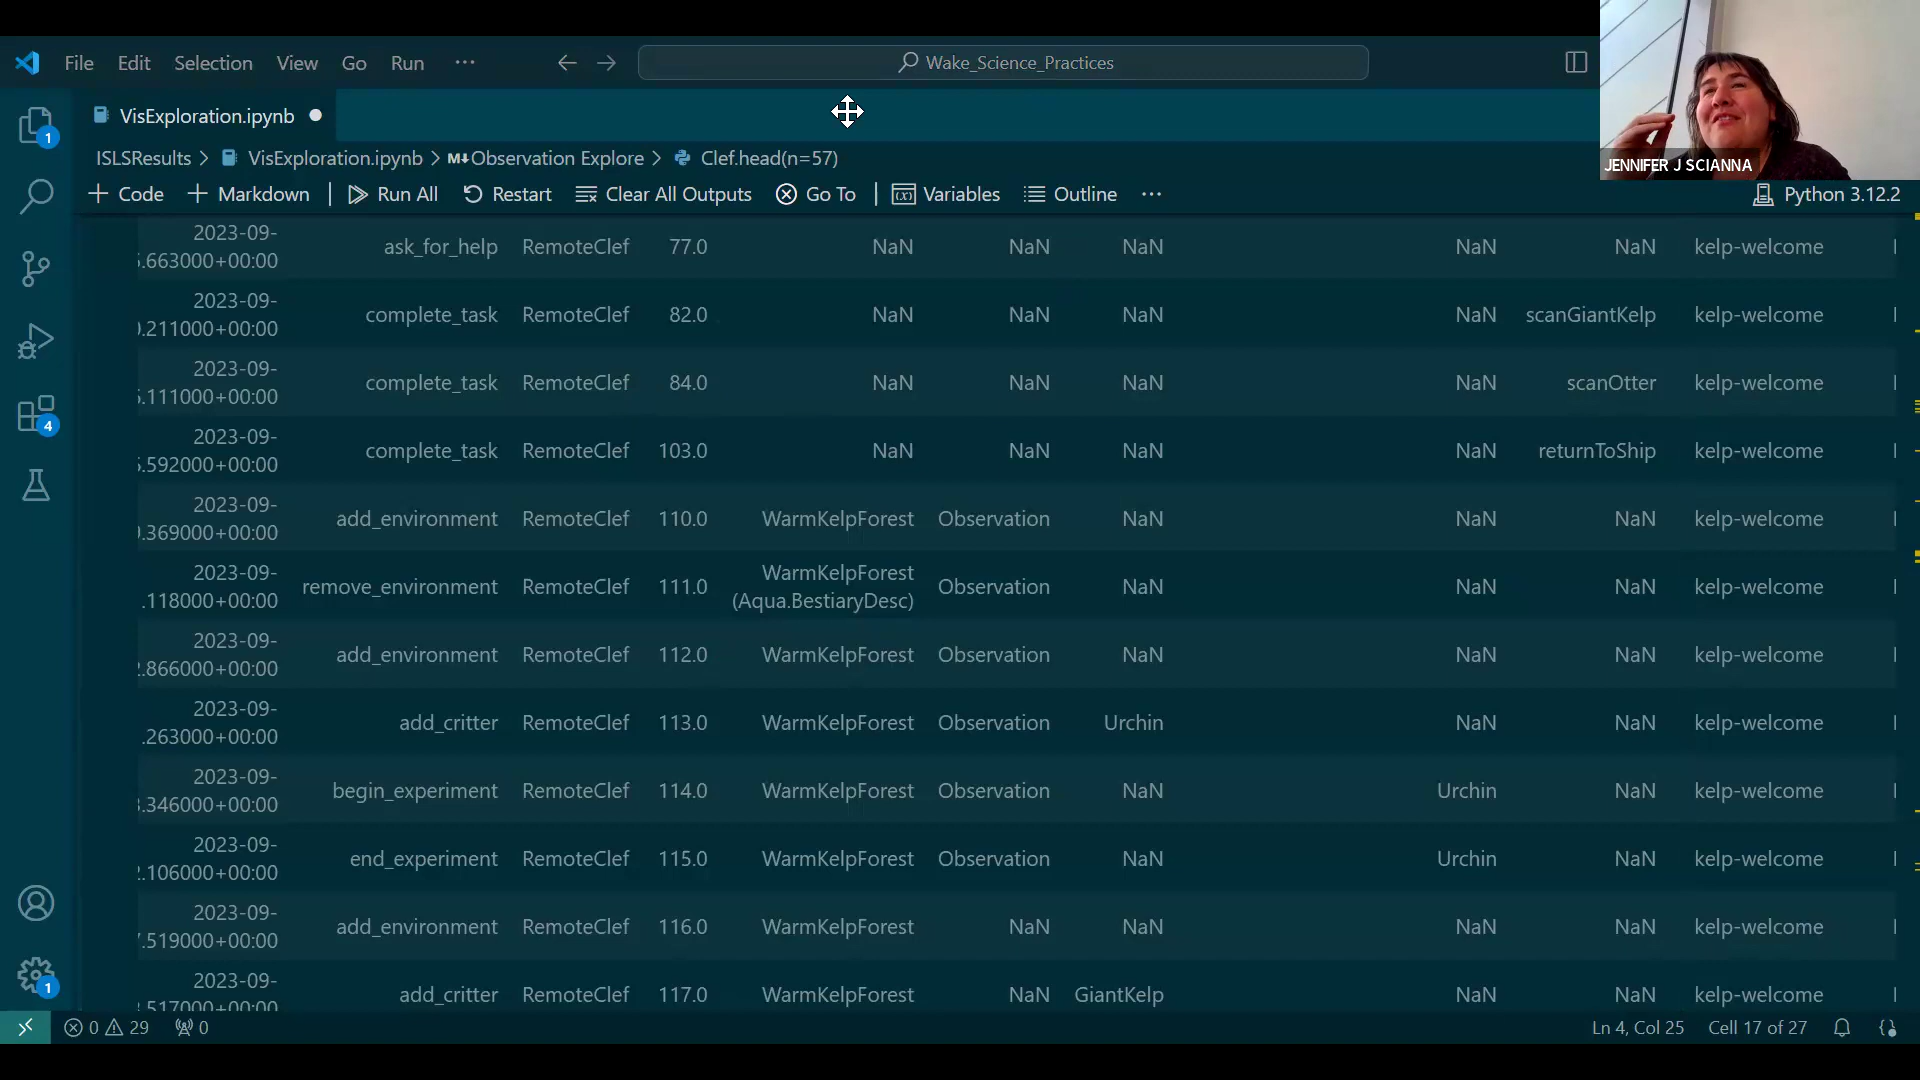 File Edit Selection View Go Run ··· Wake_Science_Practices
JENNIFER J SCIANNA
1 VisExploration.ipynb
ISLSResults > VisExploration.ipynb > M↓Observation Explore > Clef.head(n=57)
+ Code + Markdown | Run All Restart Clear All Outputs Go To | Variables Outline ··· Python 3.12.2
2023-09-
5.663000+00:00 ask_for_help RemoteClef 77.0 NaN NaN NaN NaN NaN kelp-welcome
2023-09-
.211000+00:00 complete_task RemoteClef 82.0 NaN NaN NaN NaN scanGiantKelp kelp-welcome
2023-09-
.111000+00:00 complete_task RemoteClef 84.0 NaN NaN NaN NaN scanOtter kelp-welcome
2023-09-
.592000+00:00 complete_task RemoteClef 103.0 NaN NaN NaN NaN returnToShip kelp-welcome
2023-09-
.369000+00:00 add_environment RemoteClef 110.0 WarmKelpForest Observation NaN NaN NaN kelp-welcome
2023-09-
.118000+00:00 remove_environment RemoteClef 111.0 WarmKelpForest
(Aqua.BestiaryDesc) Observation NaN NaN NaN kelp-welcome
2023-09-
2.866000+00:00 add_environment RemoteClef 112.0 WarmKelpForest Observation NaN NaN NaN kelp-welcome
2023-09-
.263000+00:00 add_critter RemoteClef 113.0 WarmKelpForest Observation Urchin NaN NaN kelp-welcome
2023-09-
.346000+00:00 begin_experiment RemoteClef 114.0 WarmKelpForest Observation NaN Urchin NaN kelp-welcome
2023-09-
2.106000+00:00 end_experiment RemoteClef 115.0 WarmKelpForest Observation NaN Urchin NaN kelp-welcome
2023-09-
7.519000+00:00 add_environment RemoteClef 116.0 WarmKelpForest NaN NaN NaN NaN kelp-welcome
2023-09-
.517000+00:00 add_critter RemoteClef 117.0 WarmKelpForest NaN GiantKelp NaN NaN kelp-welcome
4
1
0 29 0 Ln 4, Col 25 Cell 17 of 27